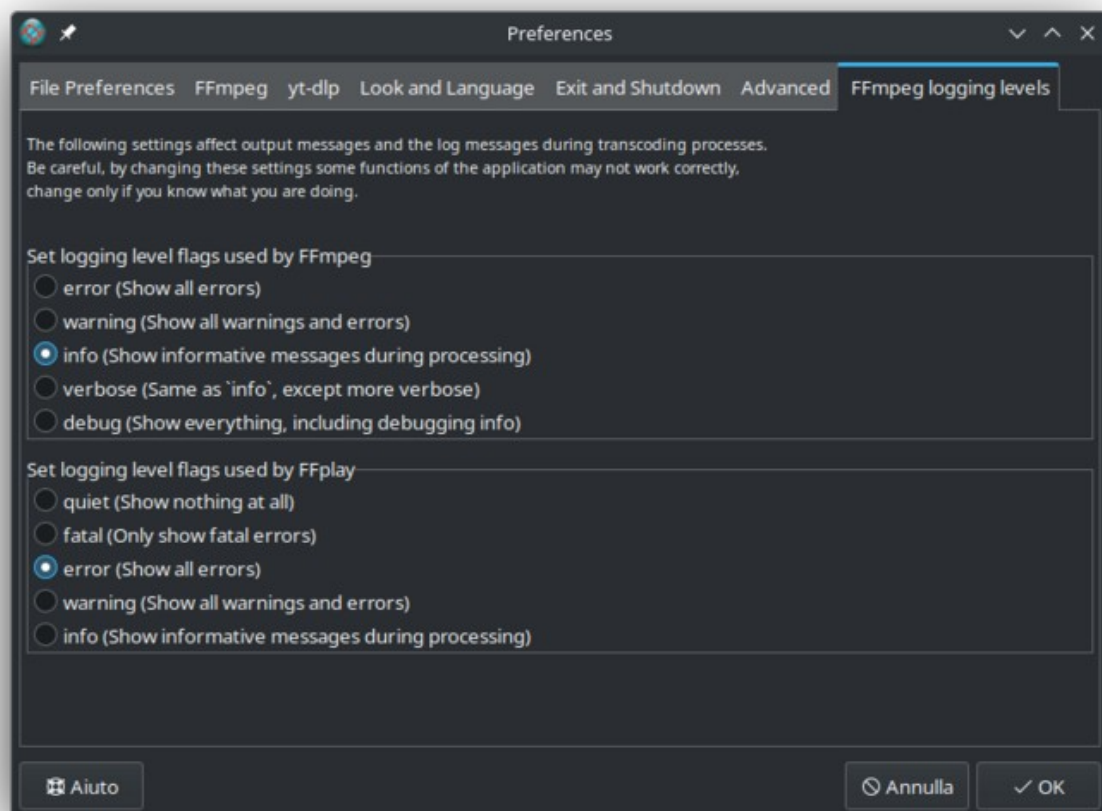 Preferences
File Preferences FFmpeg yt-dlp Look and Language Exit and Shutdown Advanced FFmpeg logging levels
The following settings affect output messages and the log messages during transcoding processes.
Be careful, by changing these settings some functions of the application may not work correctly,
change only if you know what you are doing.
Set logging level flags used by FFmpeg
error (Show all errors)
warning (Show all warnings and errors)
info (Show informative messages during processing)
verbose (Same as `info`, except more verbose)
debug (Show everything, including debugging info)
Set logging level flags used by FFplay
quiet (Show nothing at all)
fatal (Only show fatal errors)
error (Show all errors)
warning (Show all warnings and errors)
info (Show informative messages during processing)
Aiuto Annulla OK